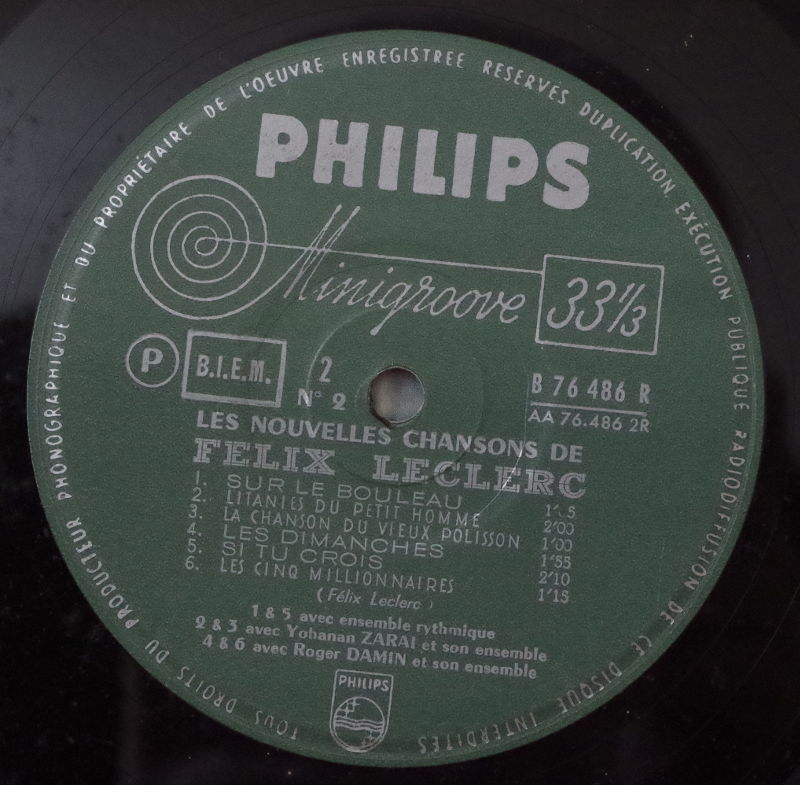 TOUS DROITS DU PRODUCTEUR PHONOGRAPHIQUE ET DU PROPRIÉTAIRE DE L'OEUVRE ENREGISTREE RESERVES DUPLICATION EXÉCUTION PUBLIQUE RADIODIFFUSION DE CE DISQUE INTERDITES
PHILIPS
Minigroove 33 1/3
P B.I.E.M. 2 B 76 486 R
N° 2 AA 76.486 2R
LES NOUVELLES CHANSONS DE
FELIX LECLERC
1. SUR LE BOULEAU
2. LITANIES DU PETIT HOMME 2'00
3. LA CHANSON DU VIEUX POLISSON 1'00
4. LES DIMANCHES 1'55
5. SI TU CROIS 2'10
6. LES CINQ MILLIONNAIRES 1'15
(Félix Leclerc)
1 & 5 avec ensemble rythmique
2 & 3 avec Yohanan ZARAI et son ensemble
4 & 6 avec Roger DAMIN et son ensemble
PHILIPS